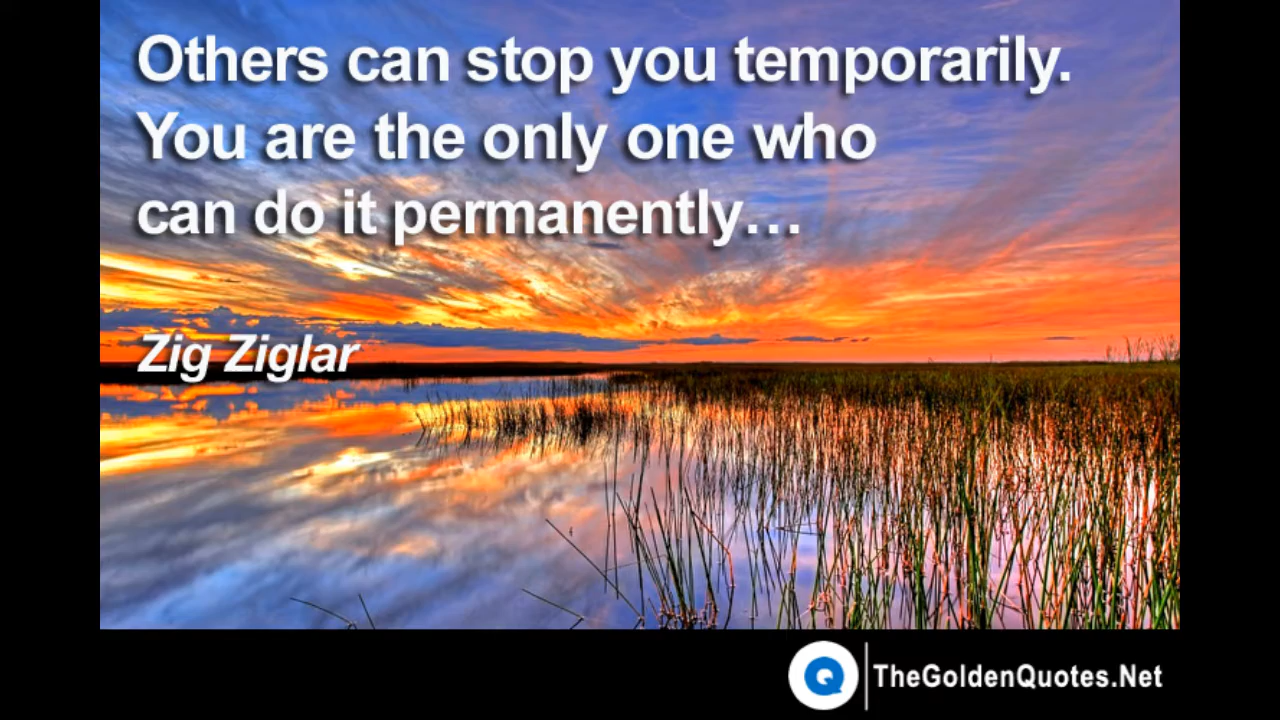 Others can stop you temporarily.
You are the only one who
can do it permanently...
Zig Ziglar
Q
TheGoldenQuotes.Net